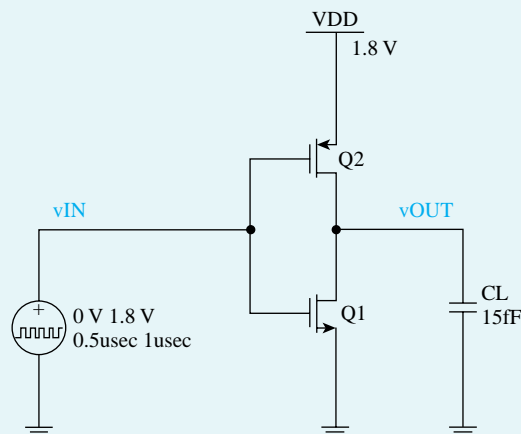 VDD
1.8 V
Q2
vIN
vOUT
+
0 V 1.8 V
0.5usec 1usec
Q1
CL
15fF